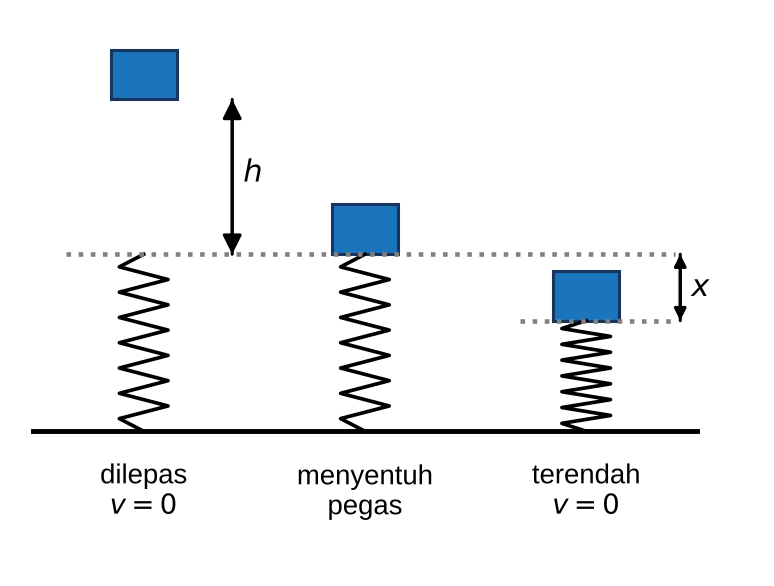 h
x
dilepas
v = 0
menyentuh
pegas
terendah
v = 0